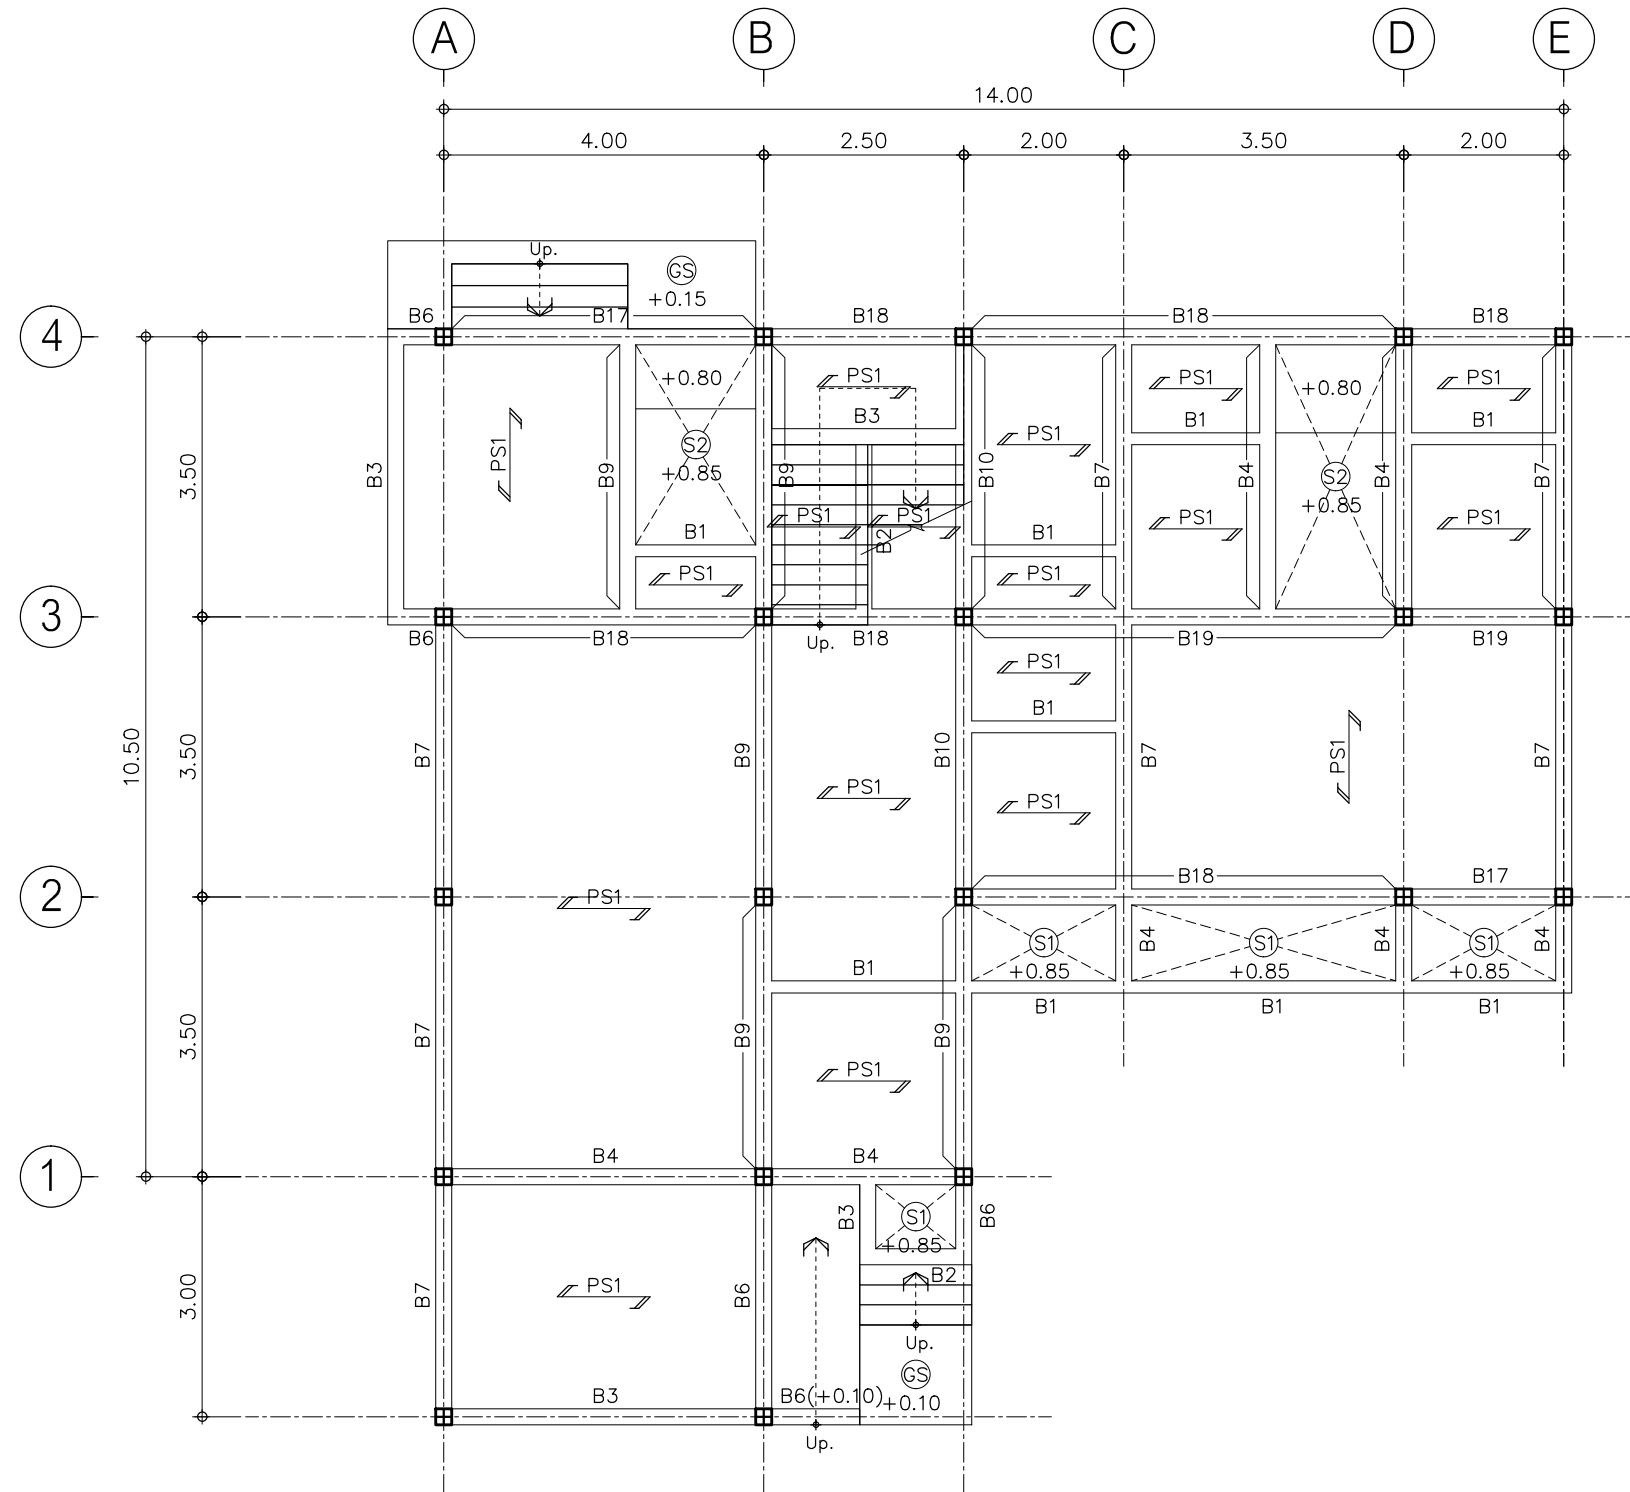 A B C D E
14.00
4.00 2.50 2.00 3.50 2.00
Up.
GS
+0.15
4
B6 B17 B18 B18 B18
+0.80 PS1 PS1 +0.80 PS1
B3 B1 B1
PS1 S2 PS1
3.50 B3 B9 +0.85 B9 B10 B7 B4 S2 B4 B7
+0.85
PS1 PS1 PS1 PS1
B1 B2 B1
PS1 PS1
3
B6 B18 Up. B18 B19 B19
PS1
B1
10.50 3.50 B7 B9 B10 B7 PS1 B7
PS1 PS1
B18 B17
2
PS1
S1 B4 S1 B4 S1 B4
+0.85 +0.85 +0.85
B1
B1 B1 B1
3.50 B7 B9 B9
PS1
B4 B4
1
B3 S1 B6
+0.85
B2
3.00 B7 PS1 B6
Up.
GS
B3 B6(+0.10) +0.10
Up.